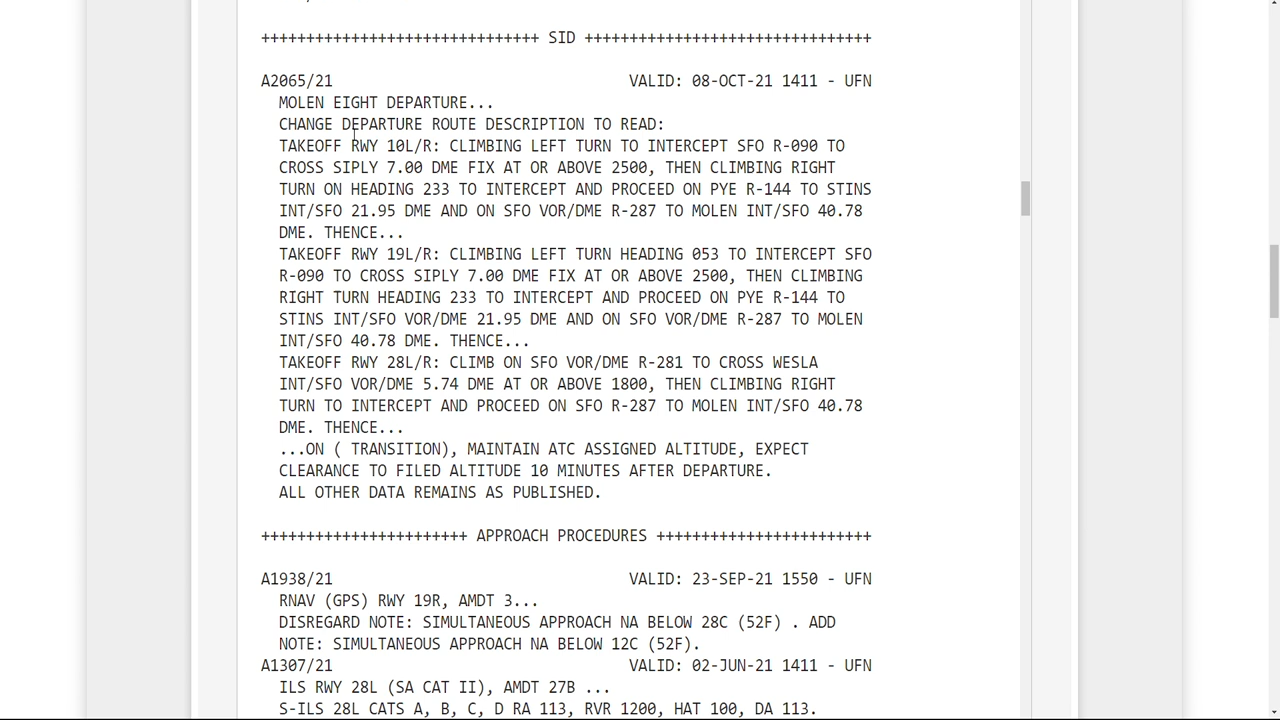 ++++++++++++++++++++++++++++++ SID ++++++++++++++++++++++++++++++
A2065/21 VALID: 08-OCT-21 1411 - UFN
MOLEN EIGHT DEPARTURE...
CHANGE DEPARTURE ROUTE DESCRIPTION TO READ:
TAKEOFF RWY 10L/R: CLIMBING LEFT TURN TO INTERCEPT SFO R-090 TO
CROSS SIPLY 7.00 DME FIX AT OR ABOVE 2500, THEN CLIMBING RIGHT
TURN ON HEADING 233 TO INTERCEPT AND PROCEED ON PYE R-144 TO STINS
INT/SFO 21.95 DME AND ON SFO VOR/DME R-287 TO MOLEN INT/SFO 40.78
DME. THENCE...
TAKEOFF RWY 19L/R: CLIMBING LEFT TURN HEADING 053 TO INTERCEPT SFO
R-090 TO CROSS SIPLY 7.00 DME FIX AT OR ABOVE 2500, THEN CLIMBING
RIGHT TURN HEADING 233 TO INTERCEPT AND PROCEED ON PYE R-144 TO
STINS INT/SFO VOR/DME 21.95 DME AND ON SFO VOR/DME R-287 TO MOLEN
INT/SFO 40.78 DME. THENCE...
TAKEOFF RWY 28L/R: CLIMB ON SFO VOR/DME R-281 TO CROSS WESLA
INT/SFO VOR/DME 5.74 DME AT OR ABOVE 1800, THEN CLIMBING RIGHT
TURN TO INTERCEPT AND PROCEED ON SFO R-287 TO MOLEN INT/SFO 40.78
DME. THENCE...
...ON ( TRANSITION), MAINTAIN ATC ASSIGNED ALTITUDE, EXPECT
CLEARANCE TO FILED ALTITUDE 10 MINUTES AFTER DEPARTURE.
ALL OTHER DATA REMAINS AS PUBLISHED.
+++++++++++++++++++++++ APPROACH PROCEDURES ++++++++++++++++++++++++
A1938/21 VALID: 23-SEP-21 1550 - UFN
RNAV (GPS) RWY 19R, AMDT 3...
DISREGARD NOTE: SIMULTANEOUS APPROACH NA BELOW 28C (52F) . ADD
NOTE: SIMULTANEOUS APPROACH NA BELOW 12C (52F).
A1307/21 VALID: 02-JUN-21 1411 - UFN
ILS RWY 28L (SA CAT II), AMDT 27B ...
S-ILS 28L CATS A, B, C, D RA 113, RVR 1200, HAT 100, DA 113.